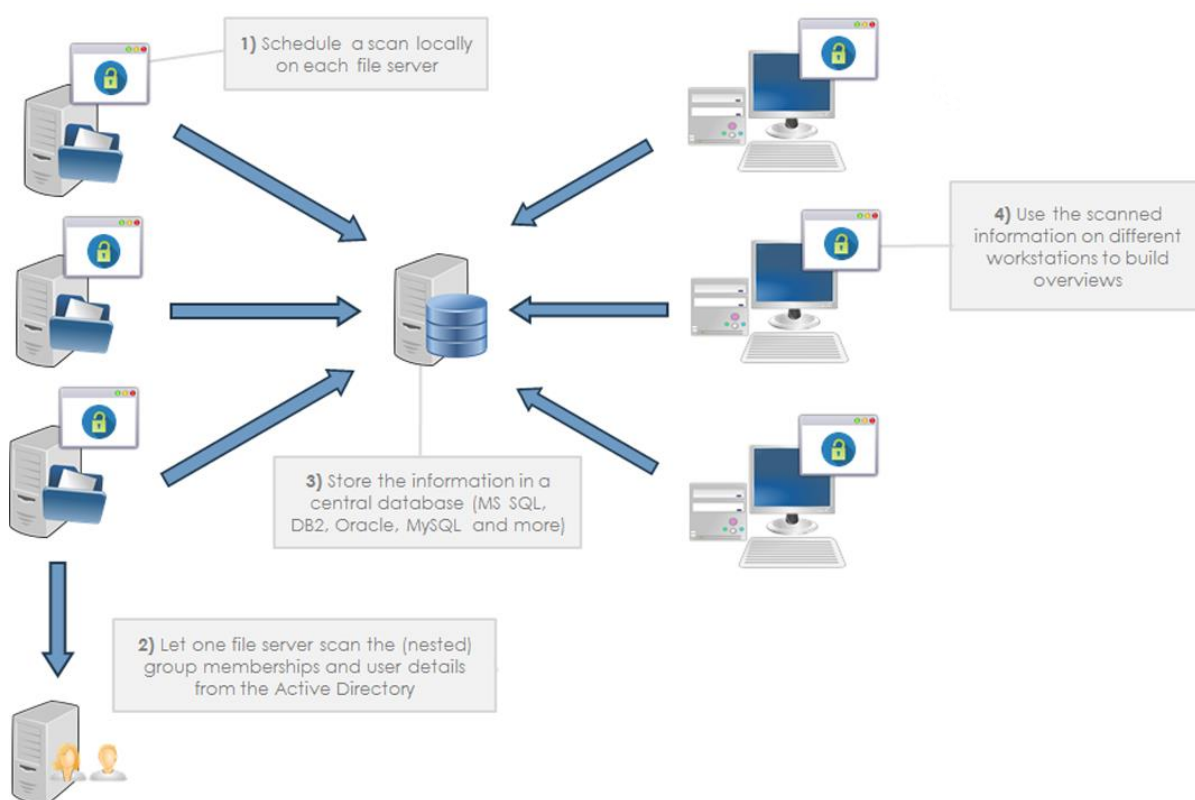 1) Schedule a scan locally
on each file server
4) Use the scanned
information on different
workstations to build
overviews
3) Store the information in a
central database (MS SQL,
DB2, Oracle, MySQL and more)
2) Let one file server scan the (nested)
group memberships and user details
from the Active Directory